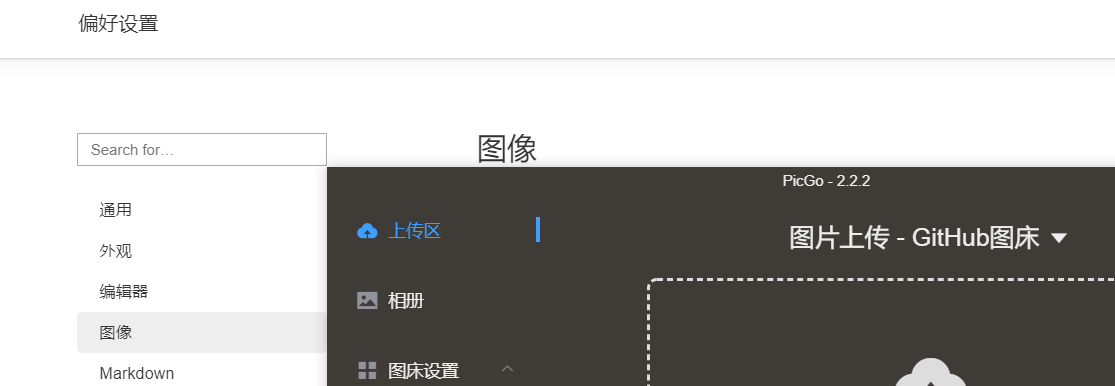 偏好设置
Search for...
图像
PicGo - 2.2.2
通用
上传区
图片上传 - GitHub图床
外观
编辑器
相册
图像
Markdown
图床设置